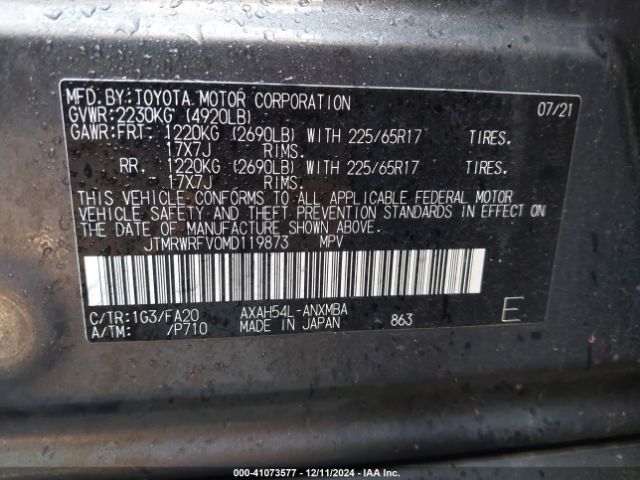 MFD.BY:TOYOTA MOTOR CORPORATION 07/21
GVWR:2230KG (4920LB)
GAWR:FRT: 1220KG (2690LB) WITH 225/65R17 TIRES.
17X7J RIMS.
RR. 1220KG (2690LB) WITH 225/65R17 TIRES.
17X7J RIMS.
THIS VEHICLE CONFORMS TO ALL APPLICABLE FEDERAL MOTOR
VEHICLE SAFETY AND THEFT PREVENTION STANDARDS IN EFFECT ON
THE DATE OF MANUFACTURE SHOWN ABOVE.
JTMRWRFV0MD119873 MPV
C/TR:1G3/FA20 AXAH54L-ANXMBA
A/TM: /P710 MADE IN JAPAN 863 E
000-41073577 - 12/11/2024 - IAA Inc.